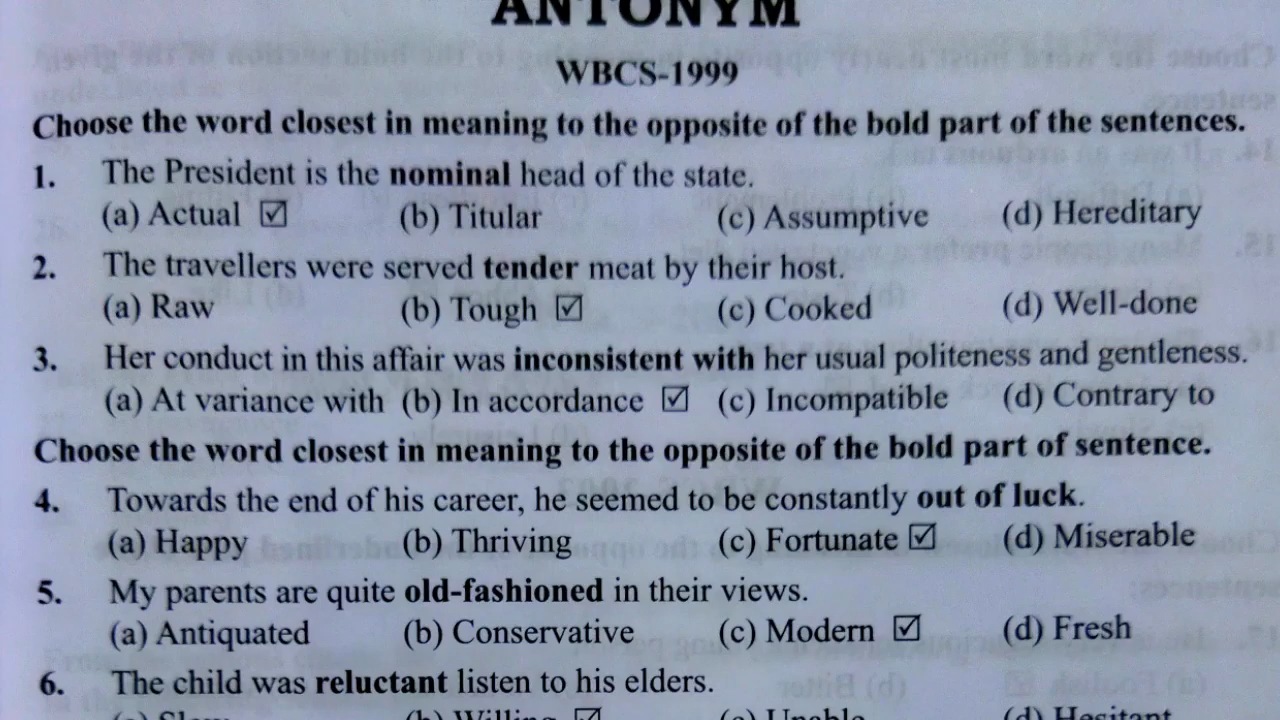 ANTONYM
WBCS-1999
Choose the word closest in meaning to the opposite of the bold part of the sentences.
1. The President is the nominal head of the state.
(a) Actual ☑ (b) Titular (c) Assumptive (d) Hereditary
2. The travellers were served tender meat by their host.
(a) Raw (b) Tough ☑ (c) Cooked (d) Well-done
3. Her conduct in this affair was inconsistent with her usual politeness and gentleness.
(a) At variance with (b) In accordance ☑ (c) Incompatible (d) Contrary to
Choose the word closest in meaning to the opposite of the bold part of sentence.
4. Towards the end of his career, he seemed to be constantly out of luck.
(a) Happy (b) Thriving (c) Fortunate ☑ (d) Miserable
5. My parents are quite old-fashioned in their views.
(a) Antiquated (b) Conservative (c) Modern ☑ (d) Fresh
6. The child was reluctant listen to his elders.
(a) Slow (b) Willing ☑ (c) Unable (d) Hesitant